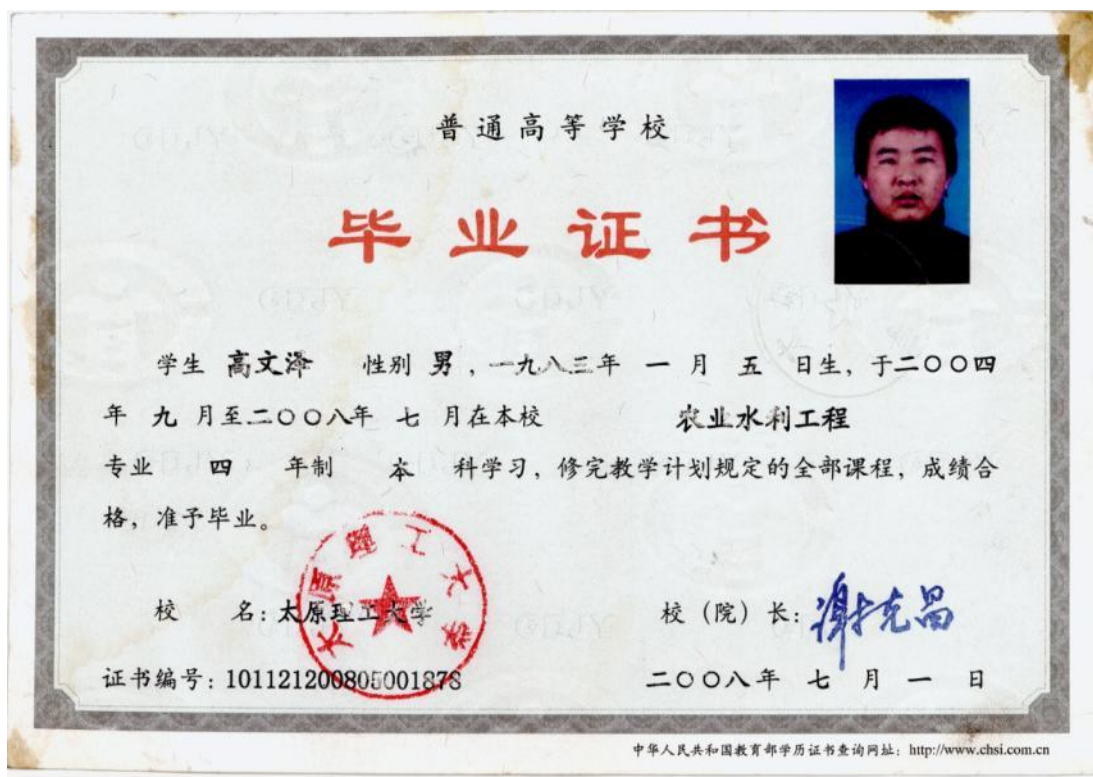 普通高等学校
毕业证书
学生 高文泽 性别 男，一九八三年 一 月 五 日生，于二〇〇四
年 九 月至二〇〇八年 七 月在本校 农业水利工程
专业 四 年制 本 科学习，修完教学计划规定的全部课程，成绩合
格，准予毕业。
太原理工大学
校 名：太原理工大学 校（院）长：谢克昌
证书编号：101121200805001878 二〇〇八年 七 月 一 日
中华人民共和国教育部学历证书查询网址：http://www.chsi.com.cn